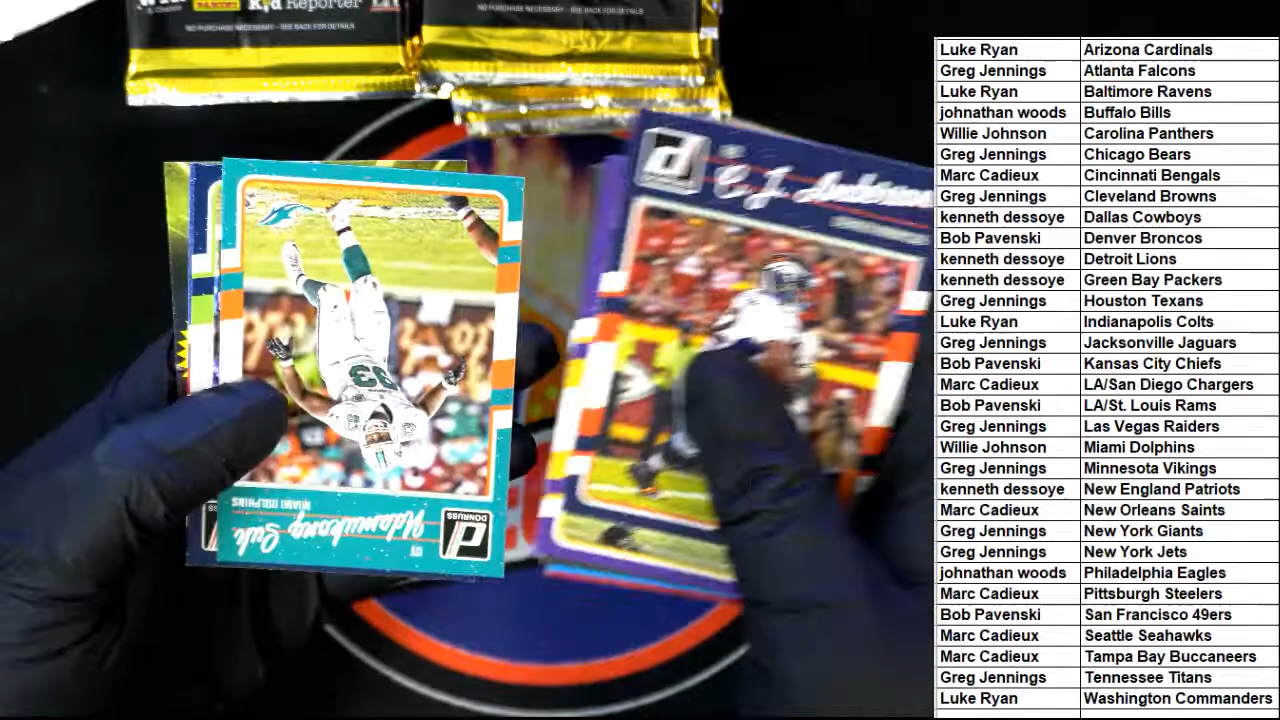 PANINI
Kid Reporter
NO PURCHASE NECESSARY - SEE BACK FOR DETAILS
NO PURCHASE NECESSARY - SEE BACK FOR DETAILS
C. J. Anderson
93
MIAMI DOLPHINS
Ndamukong Suh
DT
DONRUSS
Luke Ryan Arizona Cardinals
Greg Jennings Atlanta Falcons
Luke Ryan Baltimore Ravens
johnathan woods Buffalo Bills
Willie Johnson Carolina Panthers
Greg Jennings Chicago Bears
Marc Cadieux Cincinnati Bengals
Greg Jennings Cleveland Browns
kenneth dessoye Dallas Cowboys
Bob Pavenski Denver Broncos
kenneth dessoye Detroit Lions
kenneth dessoye Green Bay Packers
Greg Jennings Houston Texans
Luke Ryan Indianapolis Colts
Greg Jennings Jacksonville Jaguars
Bob Pavenski Kansas City Chiefs
Marc Cadieux LA/San Diego Chargers
Bob Pavenski LA/St. Louis Rams
Greg Jennings Las Vegas Raiders
Willie Johnson Miami Dolphins
Greg Jennings Minnesota Vikings
kenneth dessoye New England Patriots
Marc Cadieux New Orleans Saints
Greg Jennings New York Giants
Greg Jennings New York Jets
johnathan woods Philadelphia Eagles
Marc Cadieux Pittsburgh Steelers
Bob Pavenski San Francisco 49ers
Marc Cadieux Seattle Seahawks
Marc Cadieux Tampa Bay Buccaneers
Greg Jennings Tennessee Titans
Luke Ryan Washington Commanders